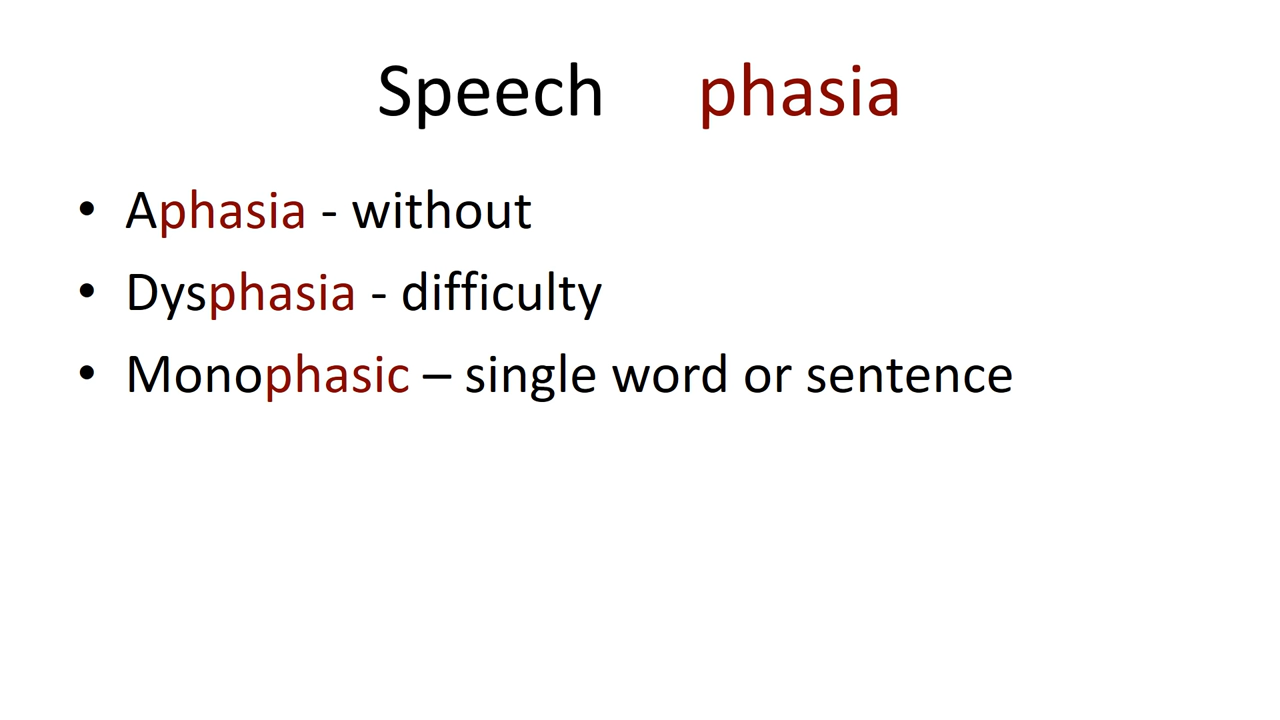 Speech phasia
• Aphasia - without
• Dysphasia - difficulty
• Monophasic – single word or sentence